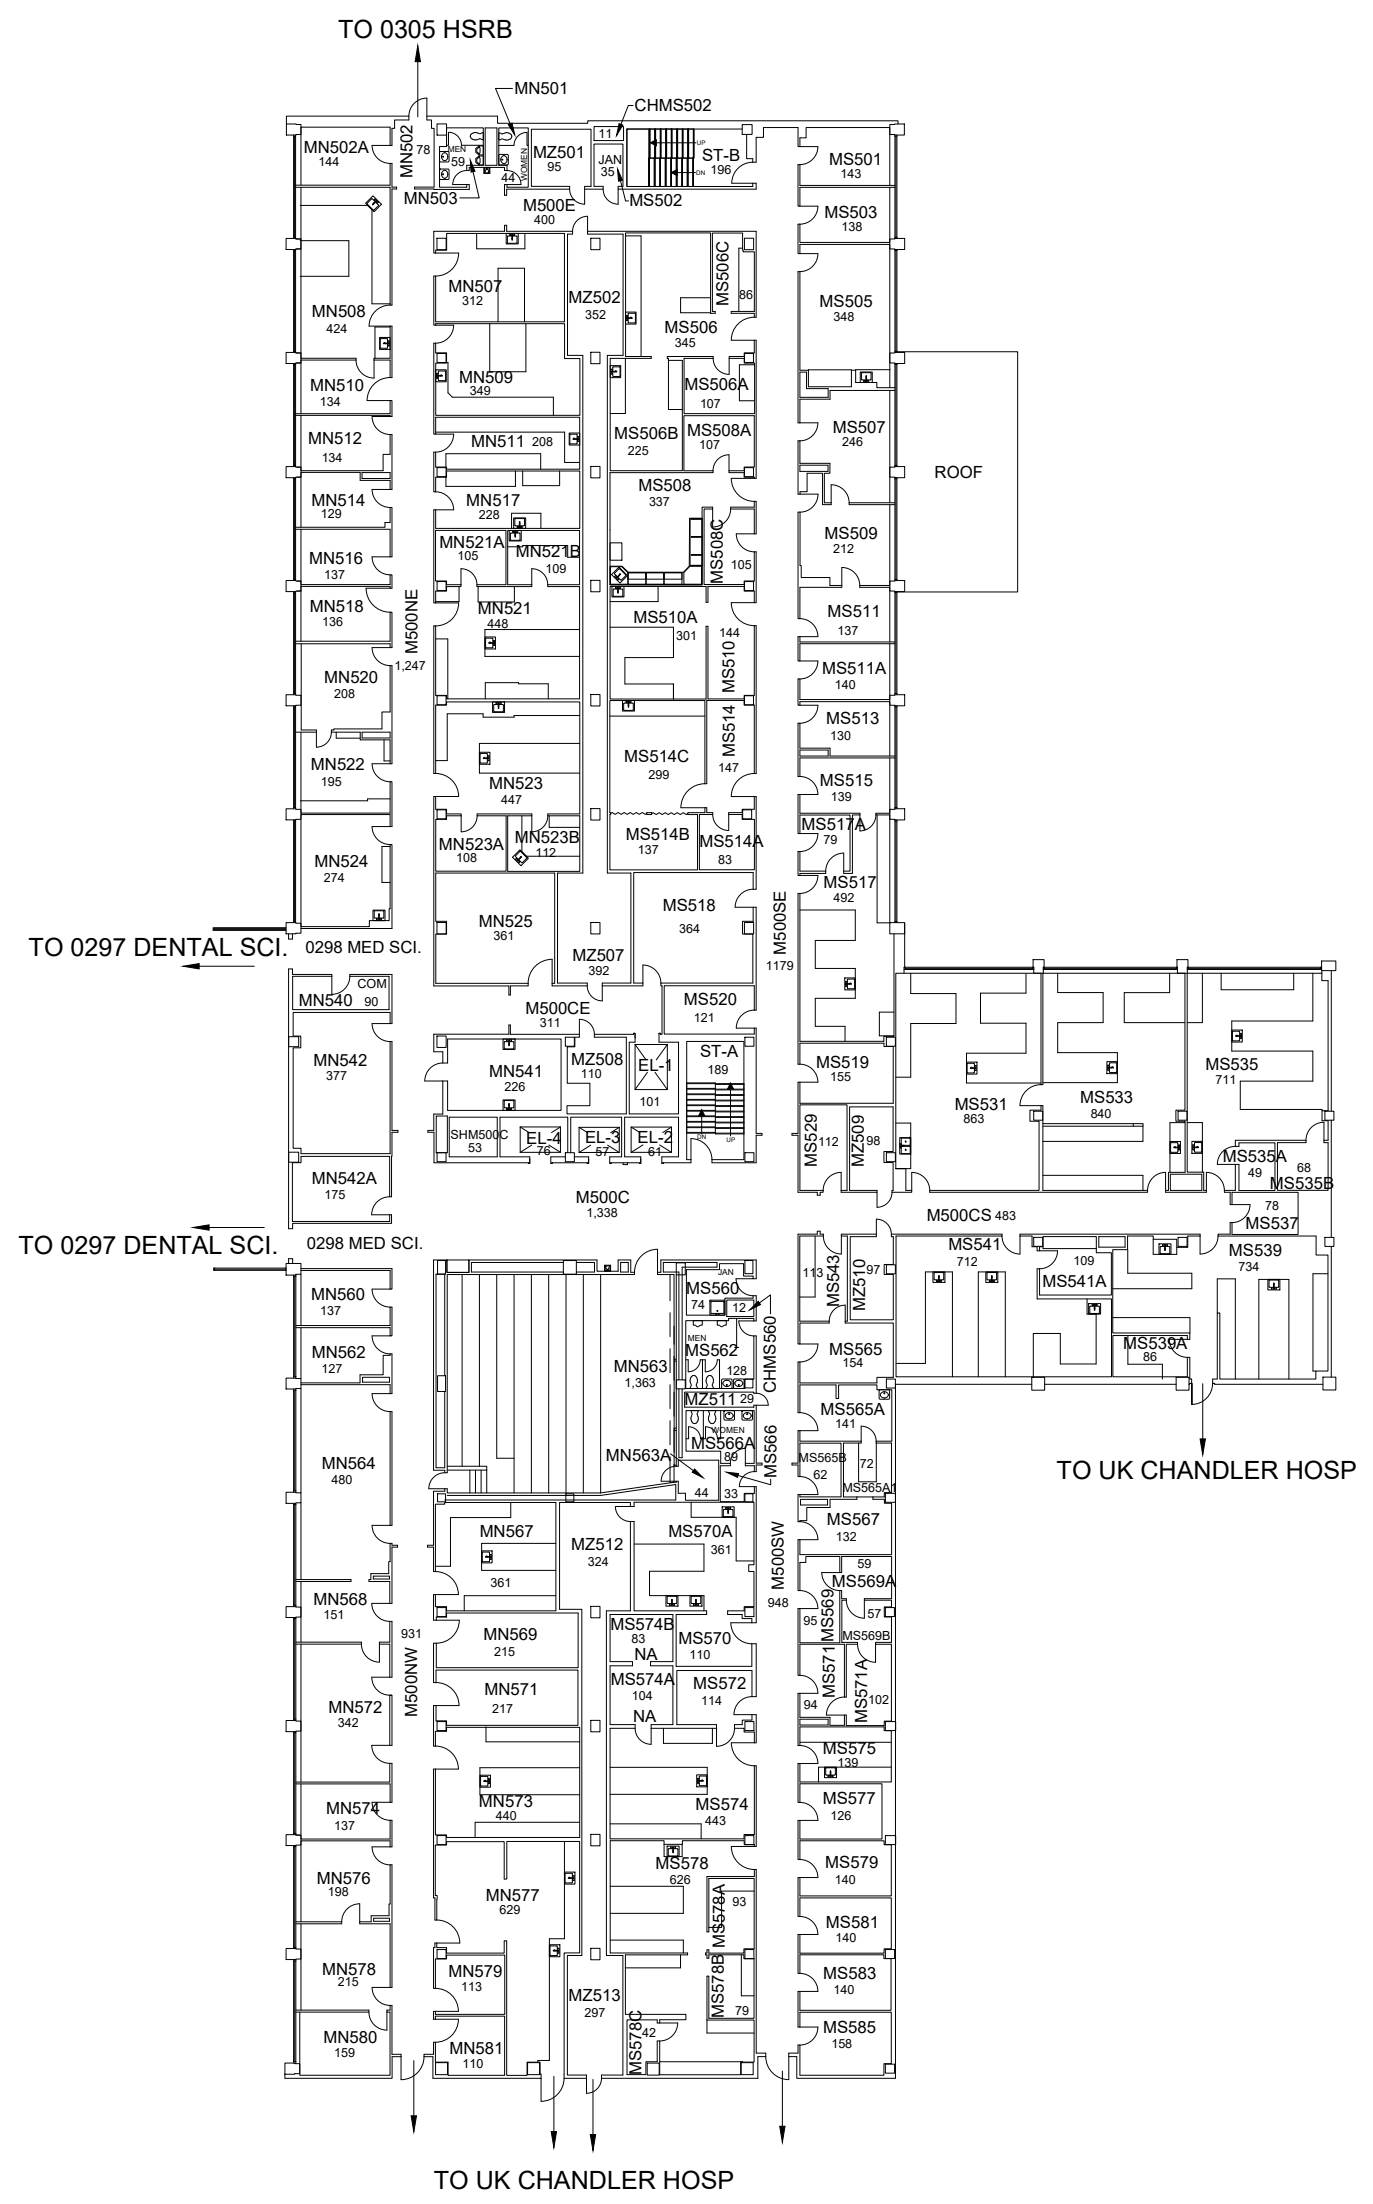 TO 0305 HSRB
MN501
CHMS502
11
MN502A
144
MN502
78
MEN
59
WOMEN
44
MZ501
95
JAN
35
UP
DN
ST-B
196
MS501
143
MN503
MS502
M500E
400
MS503
138
MN508
424
MN507
312
MZ502
352
MS506C
86
MS506
345
MS505
348
MN510
134
MN509
349
MS506A
107
MN512
134
MN511 208
MS506B
225
MS508A
107
MS507
246
ROOF
MN514
129
MN517
228
MS508
337
MN516
137
MN521A
105
MN521B
109
MS508C
105
MS509
212
MN518
136
M500NE
1,247
MN521
448
MS510A
301
144
MS510
MS511
137
MN520
208
MS511A
140
MN522
195
MN523
447
MS514C
299
MS514
147
MS513
130
MS515
139
MN524
274
MN523A
108
MN523B
112
MS514B
137
MS514A
83
MS517A
79
MS517
492
MN525
361
MZ507
392
MS518
364
M500SE
1179
TO 0297 DENTAL SCI.
0298 MED SCI.
COM
MN540 90
M500CE
311
MS520
121
MN542
377
MN541
226
MZ508
110
EL-1
101
ST-A
189
DN
UP
MS519
155
MS531
863
MS533
840
MS535
711
SHM500C
53
EL-4
76
EL-3
57
EL-2
61
MS529
112
MZ509
98
MS535A
49
68
MS535B
MN542A
175
M500C
1,338
M500CS 483
78
MS537
TO 0297 DENTAL SCI.
0298 MED SCI.
MS541
712
109
MS541A
MS539
734
MN560
137
JAN
MS560
74
12
113
MS543
MZ510
97
MN562
127
MN563
1,363
MEN
MS562
128
CHMS560
MS565
154
MS539A
86
MZ511 29
MS565A
141
WOMEN
MS566A
89
MN563A
44
33
MS566
MN564
480
MS565B
62
72
MS565A1
TO UK CHANDLER HOSP
MN567
361
MZ512
324
MS570A
361
M500SW
948
MS567
132
59
MS569A
MN568
151
95
MS569
57
MS569B
M500NW
931
MN569
215
MS574B
83
NA
MS570
110
MN572
342
MN571
217
MS574A
104
NA
MS572
114
MS571
94
MS571A
102
MN574
137
MN573
440
MS574
443
MS575
139
MS577
126
MN576
198
MN577
629
MS578
626
MS578A
93
MS579
140
MS581
140
MN578
215
MN579
113
MZ513
297
MS578B
79
MS583
140
MN580
159
MN581
110
MS578C
42
MS585
158
TO UK CHANDLER HOSP